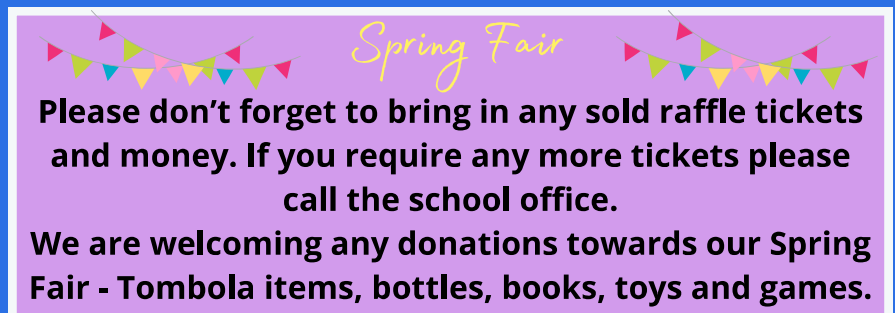 Spring Fair
Please don’t forget to bring in any sold raffle tickets
and money. If you require any more tickets please
call the school office.
We are welcoming any donations towards our Spring
Fair - Tombola items, bottles, books, toys and games.